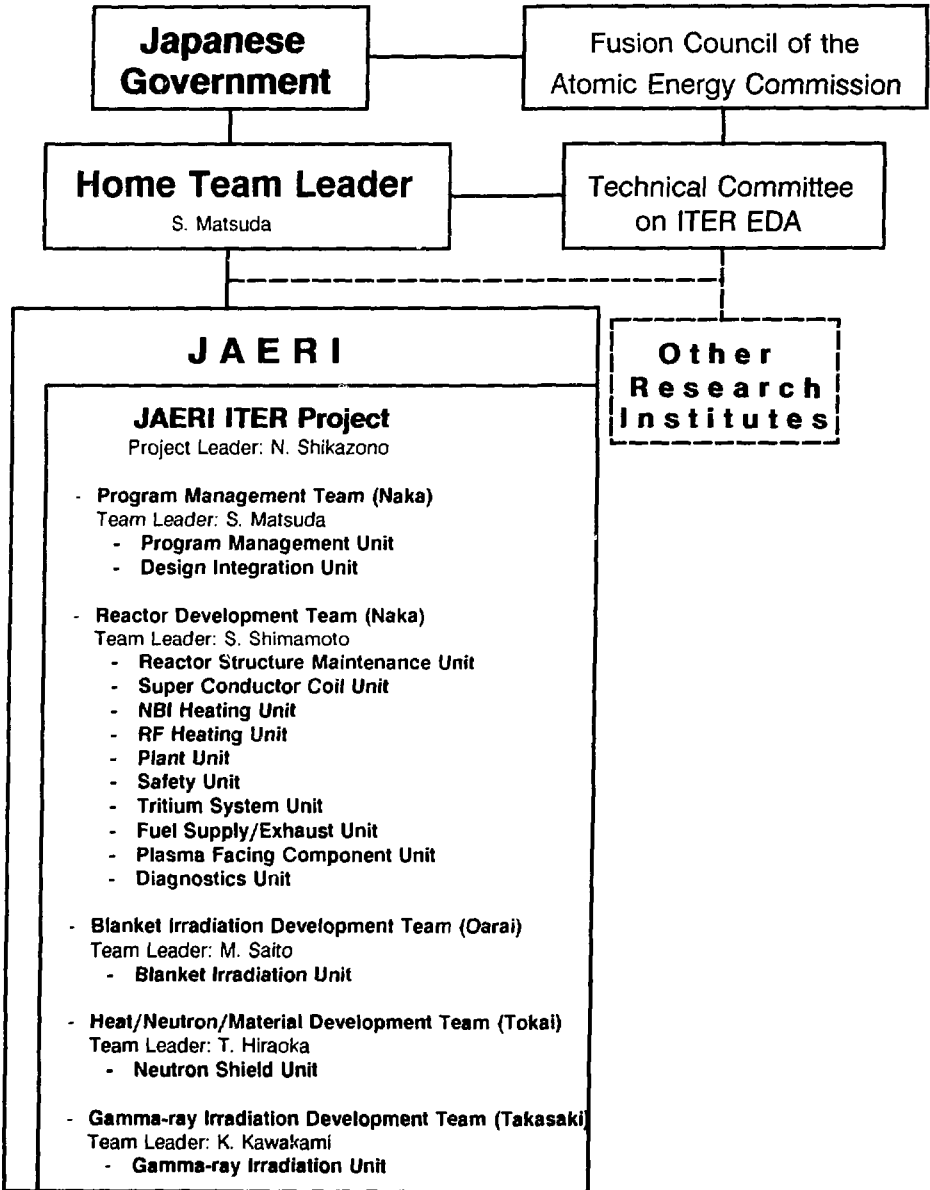 Japanese
Government
Fusion Council of the
Atomic Energy Commission
Home Team Leader
S. Matsuda
Technical Committee
on ITER EDA
JAERI
Other
Research
Institutes
JAERI ITER Project
Project Leader: N. Shikazono
- Program Management Team (Naka)
Team Leader: S. Matsuda
- Program Management Unit
- Design Integration Unit
- Reactor Development Team (Naka)
Team Leader: S. Shimamoto
- Reactor Structure Maintenance Unit
- Super Conductor Coil Unit
- NBI Heating Unit
- RF Heating Unit
- Plant Unit
- Safety Unit
- Tritium System Unit
- Fuel Supply/Exhaust Unit
- Plasma Facing Component Unit
- Diagnostics Unit
- Blanket Irradiation Development Team (Oarai)
Team Leader: M. Saito
- Blanket Irradiation Unit
- Heat/Neutron/Material Development Team (Tokai)
Team Leader: T. Hiraoka
- Neutron Shield Unit
- Gamma-ray Irradiation Development Team (Takasaki)
Team Leader: K. Kawakami
- Gamma-ray Irradiation Unit